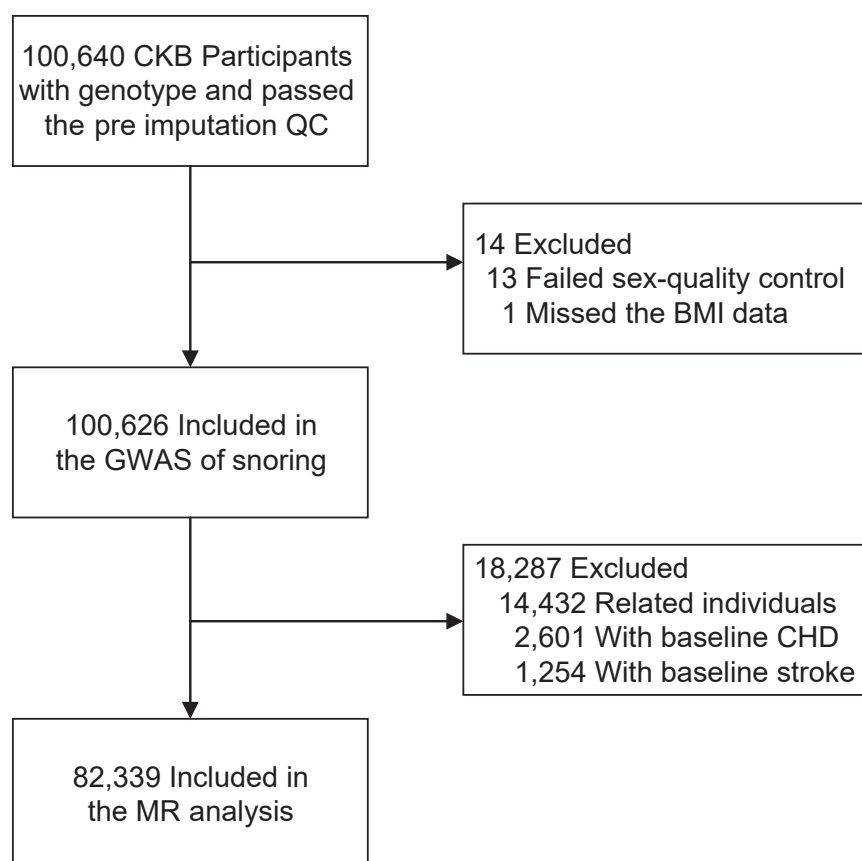 100,640 CKB Participants
with genotype and passed
the pre imputation QC
14 Excluded
13 Failed sex-quality control
1 Missed the BMI data
100,626 Included in
the GWAS of snoring
18,287 Excluded
14,432 Related individuals
2,601 With baseline CHD
1,254 With baseline stroke
82,339 Included in
the MR analysis